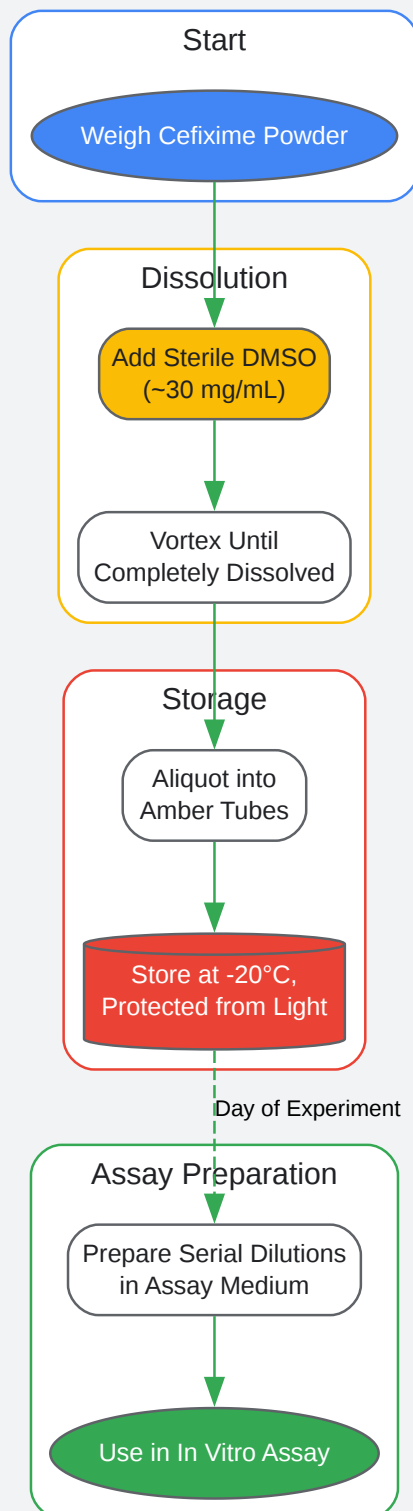 Start
Weigh Cefixime Powder
Dissolution
Add Sterile DMSO
(~30 mg/mL)
Vortex Until
Completely Dissolved
Storage
Aliquot into
Amber Tubes
Store at -20°C,
Protected from Light
Day of Experiment
Assay Preparation
Prepare Serial Dilutions
in Assay Medium
Use in In Vitro Assay